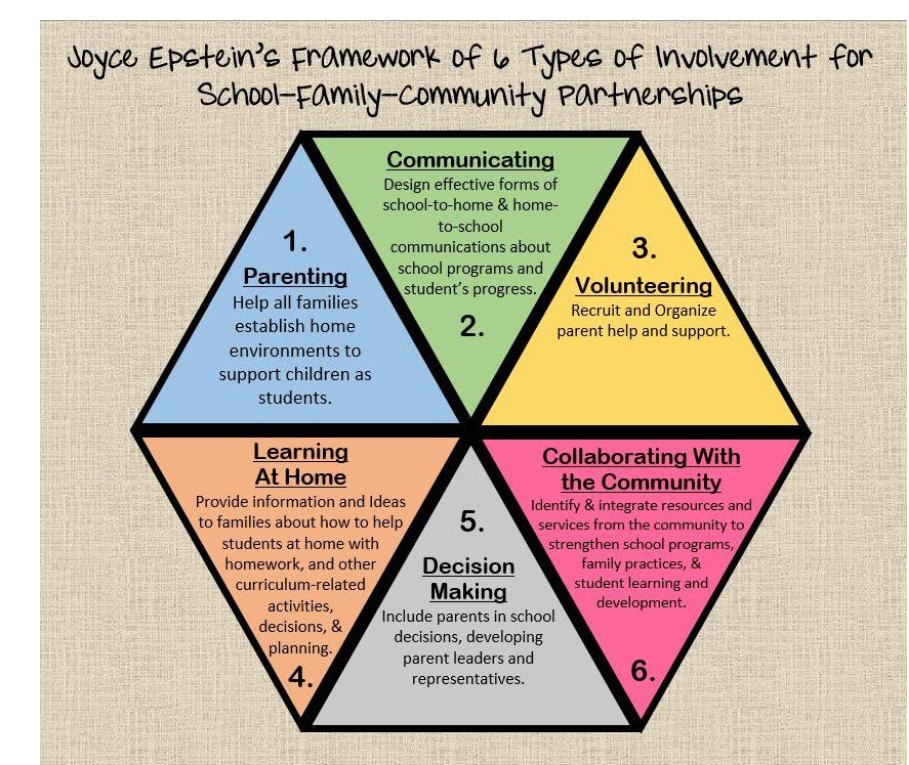 Joyce Epstein's Framework of 6 Types of Involvement for
School-Family-Community Partnerships
1.
Parenting
Help all families
establish home
environments to
support children as
students.
Communicating
Design effective forms of
school-to-home & home-
to-school
communications about
school programs and
student's progress.
2.
3.
Volunteering
Recruit and Organize
parent help and support.
Learning
At Home
Provide information and Ideas
to families about how to help
students at home with
homework, and other
curriculum-related
activities,
decisions, &
planning.
4.
5.
Decision
Making
Include parents in school
decisions, developing
parent leaders and
representatives.
Collaborating With
the Community
Identify & integrate resources and
services from the community to
strengthen school programs,
family practices, &
student learning and
development.
6.